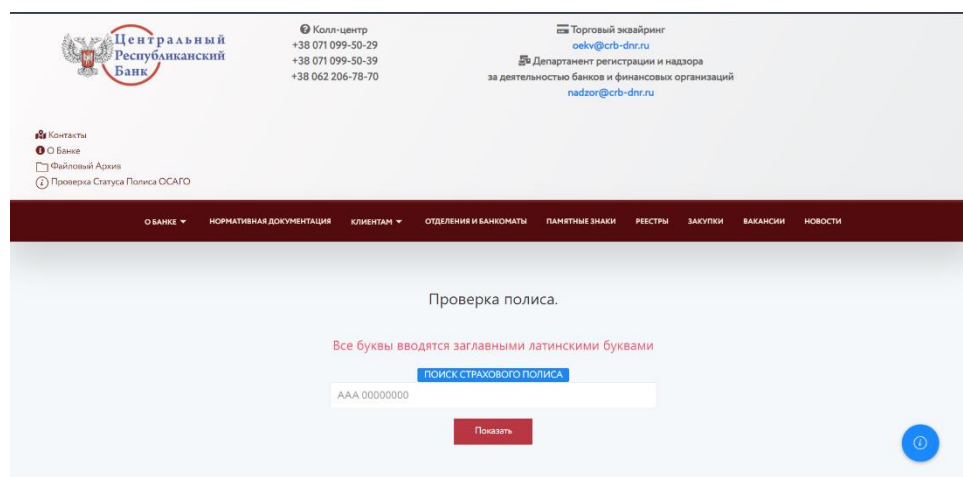 Центральный
Республиканский
Банк
Колл-центр
+38 071 099-50-29
+38 071 099-50-39
+38 062 206-78-70
Торговый эквайринг
oekv@crb-dnr.ru
Департанент регистрации и надзора
за деятельностью банков и финансовых организаций
nadzor@crb-dnr.ru
Контакты
О Банке
Файловый Архив
Проверка Статуса Полиса ОСАГО
О БАНКЕ
НОРМАТИВНАЯ ДОКУМЕНТАЦИЯ
КЛИЕНТАМ
ОТДЕЛЕНИЯ И БАНКОМАТЫ
ПАМЯТНЫЕ ЗНАКИ
РЕЕСТРЫ
ЗАКУПКИ
ВАКАНСИИ
НОВОСТИ
Проверка полиса.
Все буквы вводятся заглавными латинскими буквами
ПОИСК СТРАХОВОГО ПОЛИСА
AAA 00000000
Показать